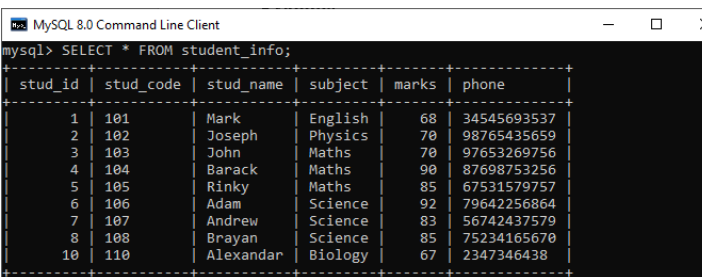 MySQL 8.0 Command Line Client
mysql> SELECT * FROM student_info;
+---------+-----------+-----------+---------+-------+-------------+
| stud_id | stud_code | stud_name | subject | marks | phone |
+---------+-----------+-----------+---------+-------+-------------+
| 1 | 101 | Mark | English | 68 | 34545693537 |
| 2 | 102 | Joseph | Physics | 70 | 98765435659 |
| 3 | 103 | John | Maths | 70 | 97653269756 |
| 4 | 104 | Barack | Maths | 90 | 87698753256 |
| 5 | 105 | Rinky | Maths | 85 | 67531579757 |
| 6 | 106 | Adam | Science | 92 | 79642256864 |
| 7 | 107 | Andrew | Science | 83 | 56742437579 |
| 8 | 108 | Brayan | Science | 85 | 75234165670 |
| 10 | 110 | Alexandar | Biology | 67 | 2347346438 |
+---------+-----------+-----------+---------+-------+-------------+